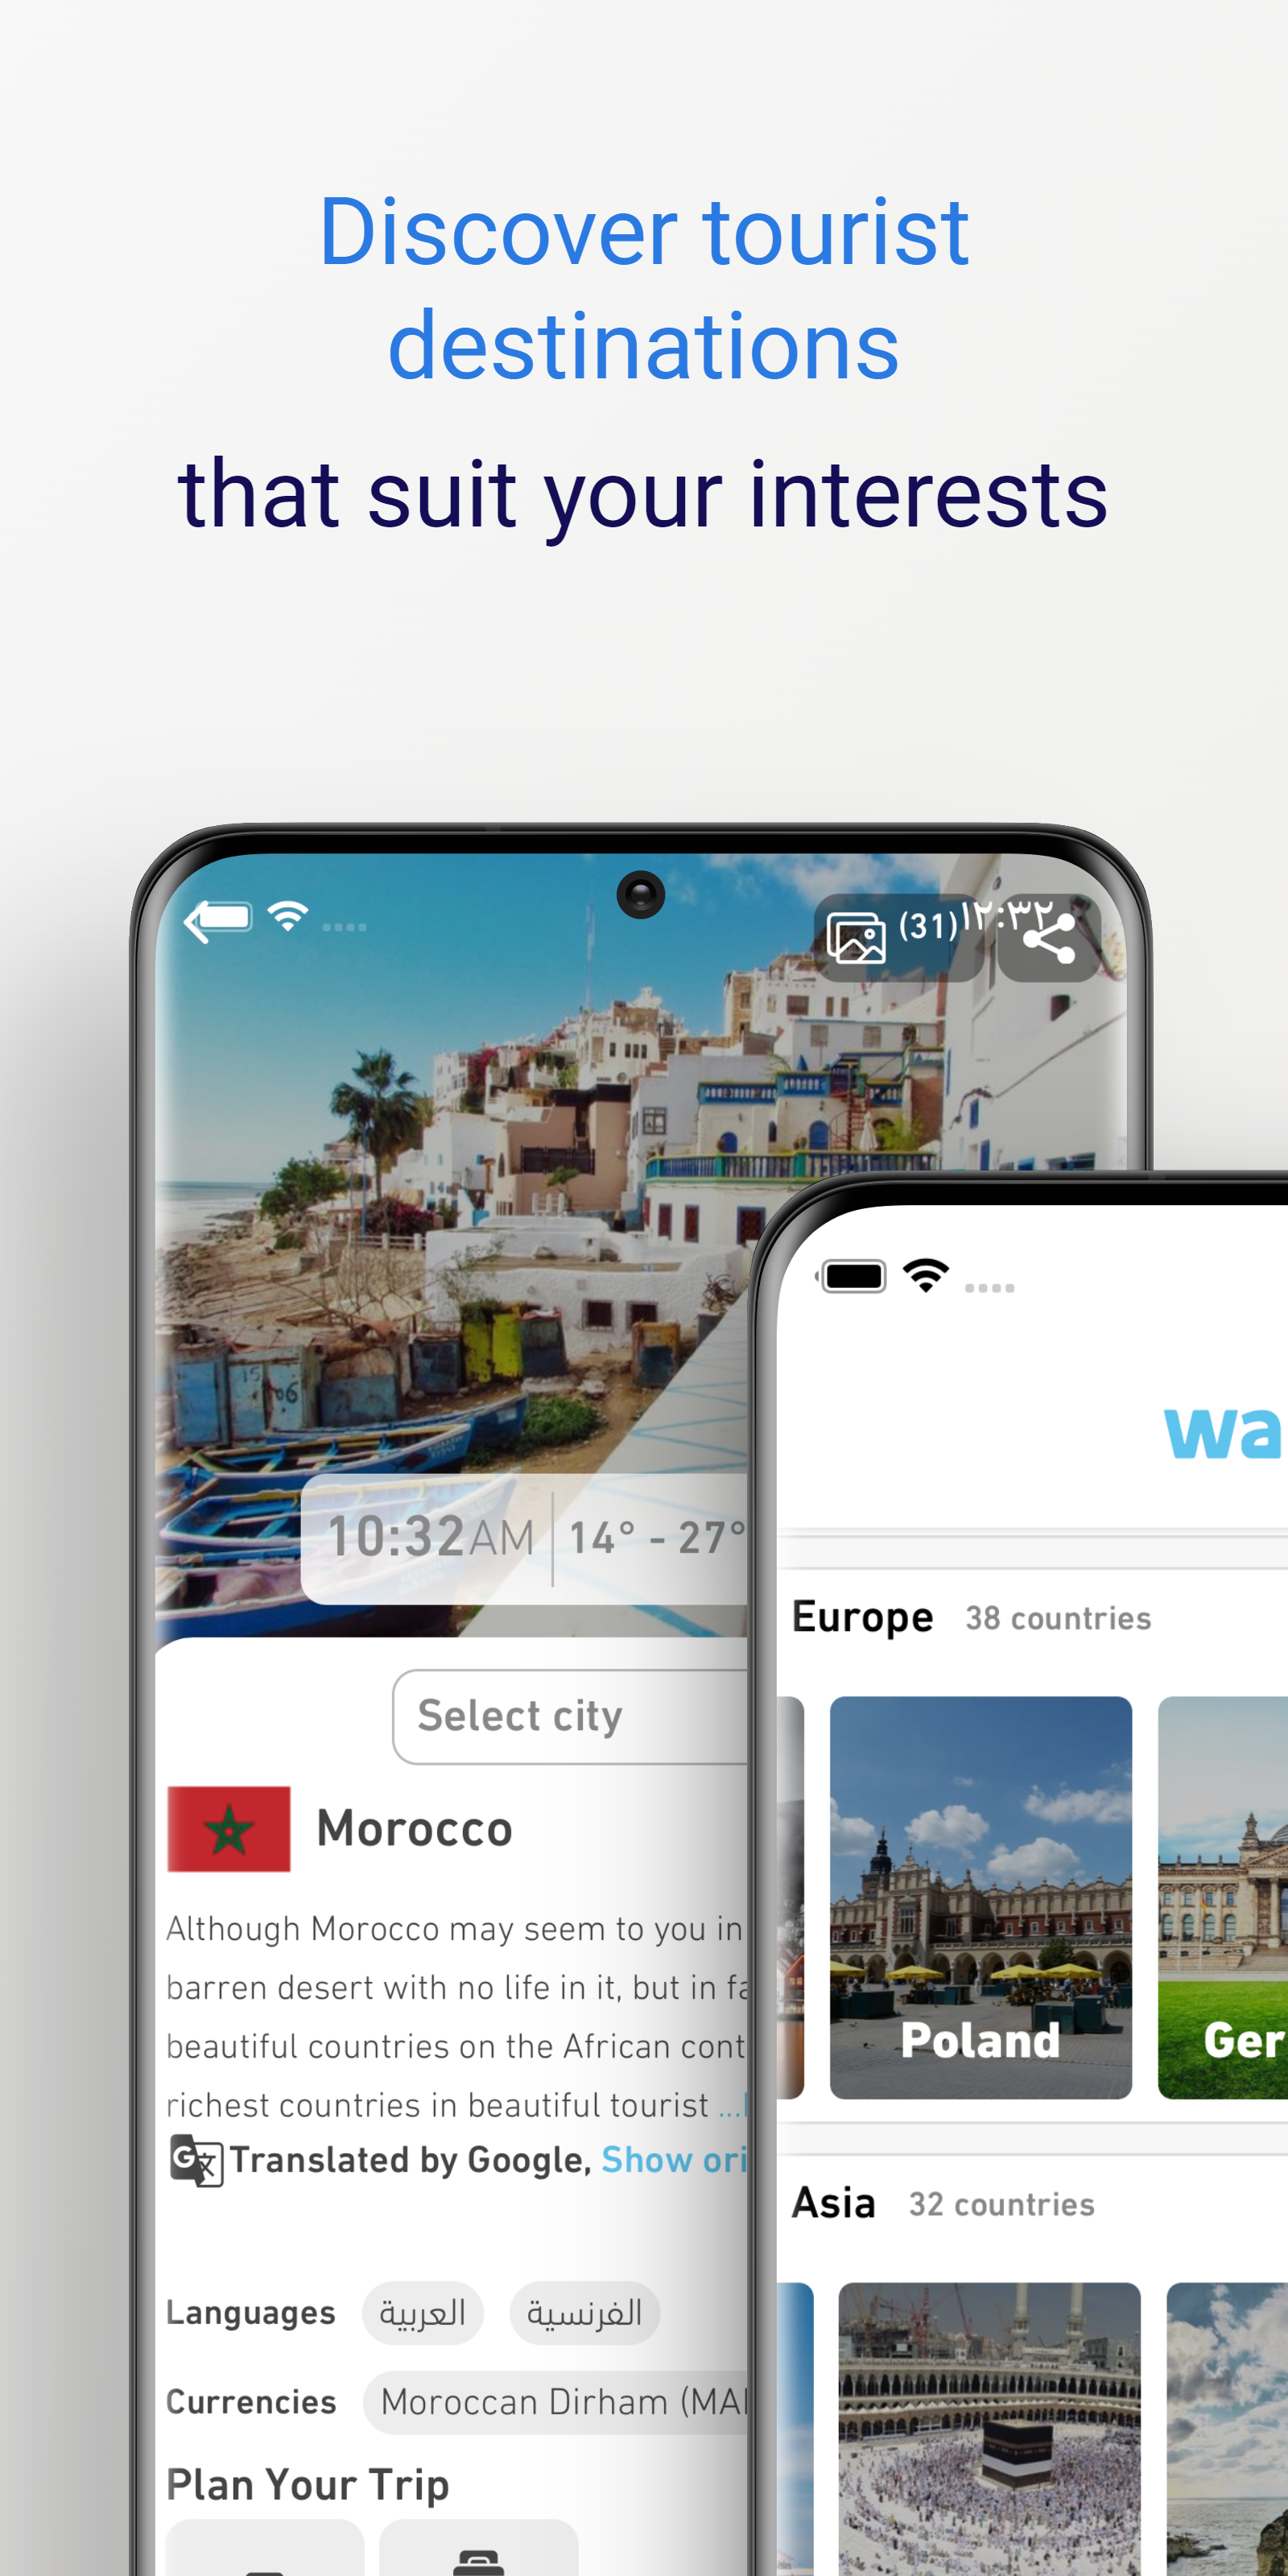 Discover tourist
destinations
that suit your interests
(31)
١٢:٣٢
10:32AM
14° - 27°
Select city
Morocco
Although Morocco may seem to you in
barren desert with no life in it, but in fa
beautiful countries on the African cont
richest countries in beautiful tourist ...
Translated by Google, Show ori
Languages العربية الفرنسية
Currencies Moroccan Dirham (MA
Plan Your Trip
wa
Europe 38 countries
Poland
Ger
Asia 32 countries